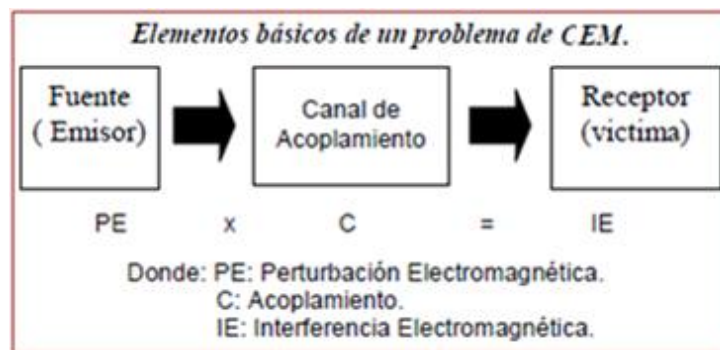 Elementos básicos de un problema de CEM.
Fuente
( Emisor)
Canal de
Acoplamiento
Receptor
(victima)
PE x C = IE
Donde: PE: Perturbación Electromagnética.
C: Acoplamiento.
IE: Interferencia Electromagnética.